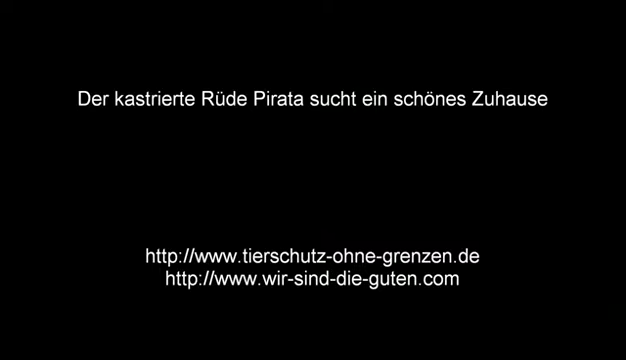 Der kastrierte Rüde Pirata sucht ein schönes Zuhause
http://www.tierschutz-ohne-grenzen.de
http://www.wir-sind-die-guten.com